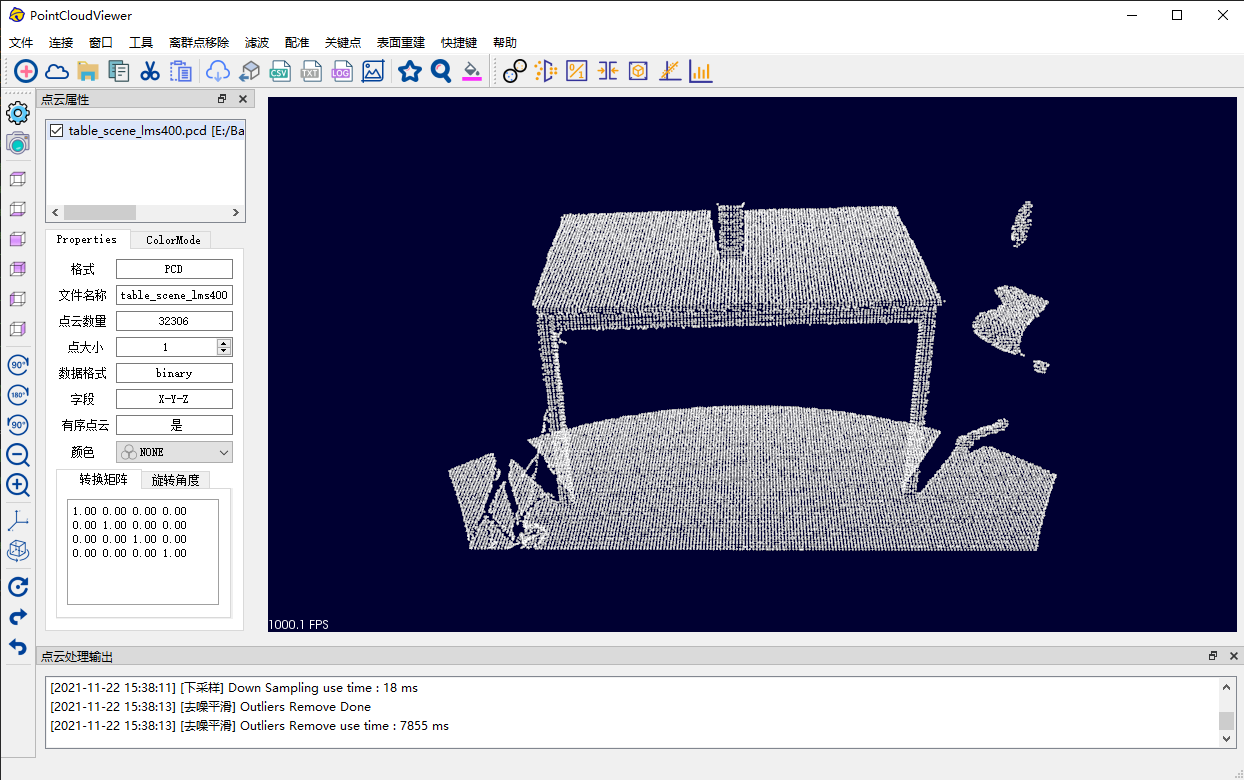 PointCloudViewer
文件 连接 窗口 工具 离群点移除 滤波 配准 关键点 表面重建 快捷键 帮助
CSV TXT LOG
点云属性
table_scene_lms400.pcd [E:/Ba
Properties ColorMode
格式 PCD
文件名称 table_scene_lms400
点云数量 32306
点大小 1
数据格式 binary
字段 X-Y-Z
有序点云 是
颜色 NONE
转换矩阵 旋转角度
1.00 0.00 0.00 0.00
0.00 1.00 0.00 0.00
0.00 0.00 1.00 0.00
0.00 0.00 0.00 1.00
90°
180°
90°
1000.1 FPS
点云处理输出
[2021-11-22 15:38:11] [下采样] Down Sampling use time : 18 ms
[2021-11-22 15:38:13] [去噪平滑] Outliers Remove Done
[2021-11-22 15:38:13] [去噪平滑] Outliers Remove use time : 7855 ms